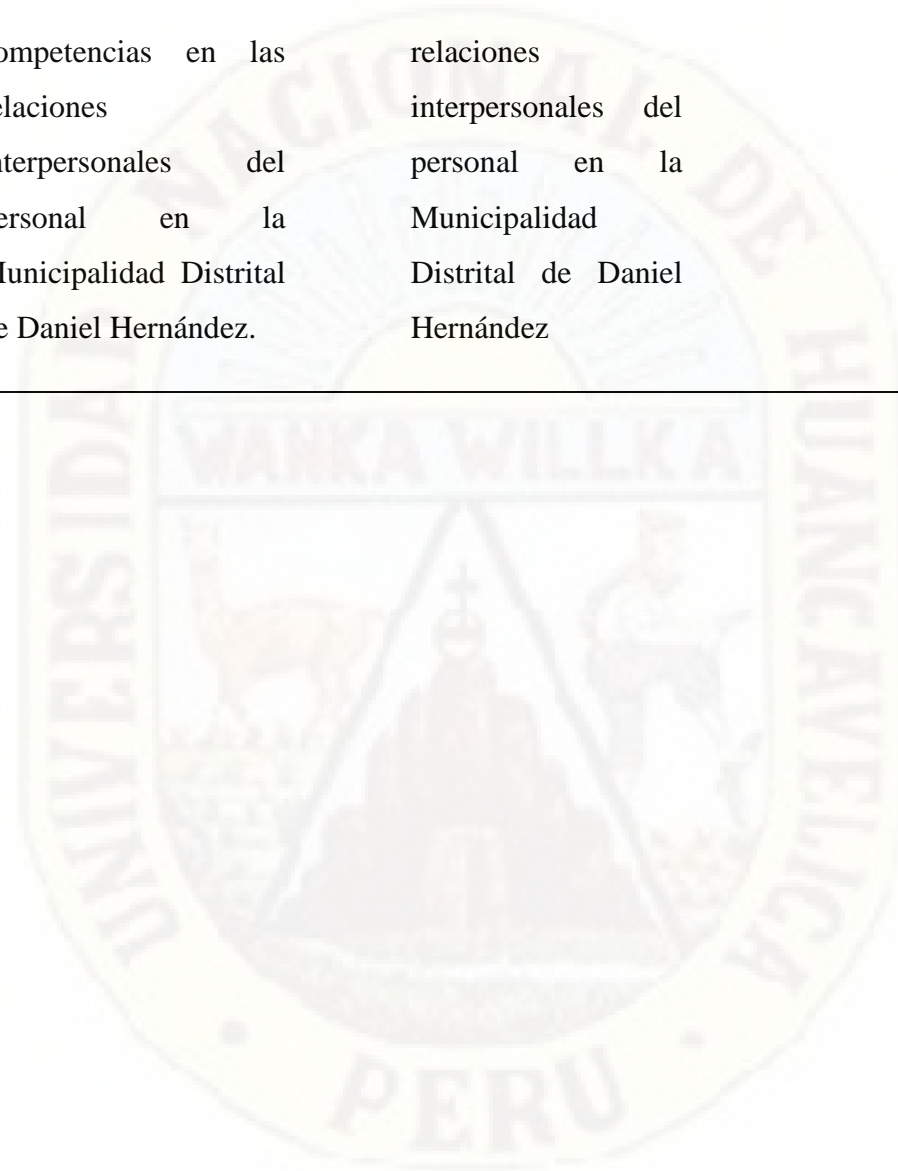 ompetencias en las
elaciones
nterpersonales del
ersonal en la
Municipalidad Distrital
e Daniel Hernández.
relaciones
interpersonales del
personal en la
Municipalidad
Distrital de Daniel
Hernández
UNIVERSIDAD NACIONAL DE HUANCAVELICA
WANKA WILLKA
PERU